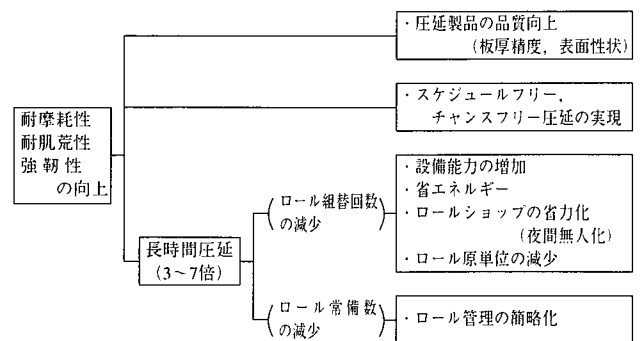 ・圧延製品の品質向上
(板厚精度，表面性状)
・スケジュールフリー，
チャンスフリー圧延の実現
耐摩耗性
耐肌荒性
強靭性
の向上
長時間圧延
(3～7倍)
ロール組替回数
の減少
・設備能力の増加
・省エネルギー
・ロールショップの省力化
(夜間無人化)
・ロール原単位の減少
ロール常備数
の減少
・ロール管理の簡略化